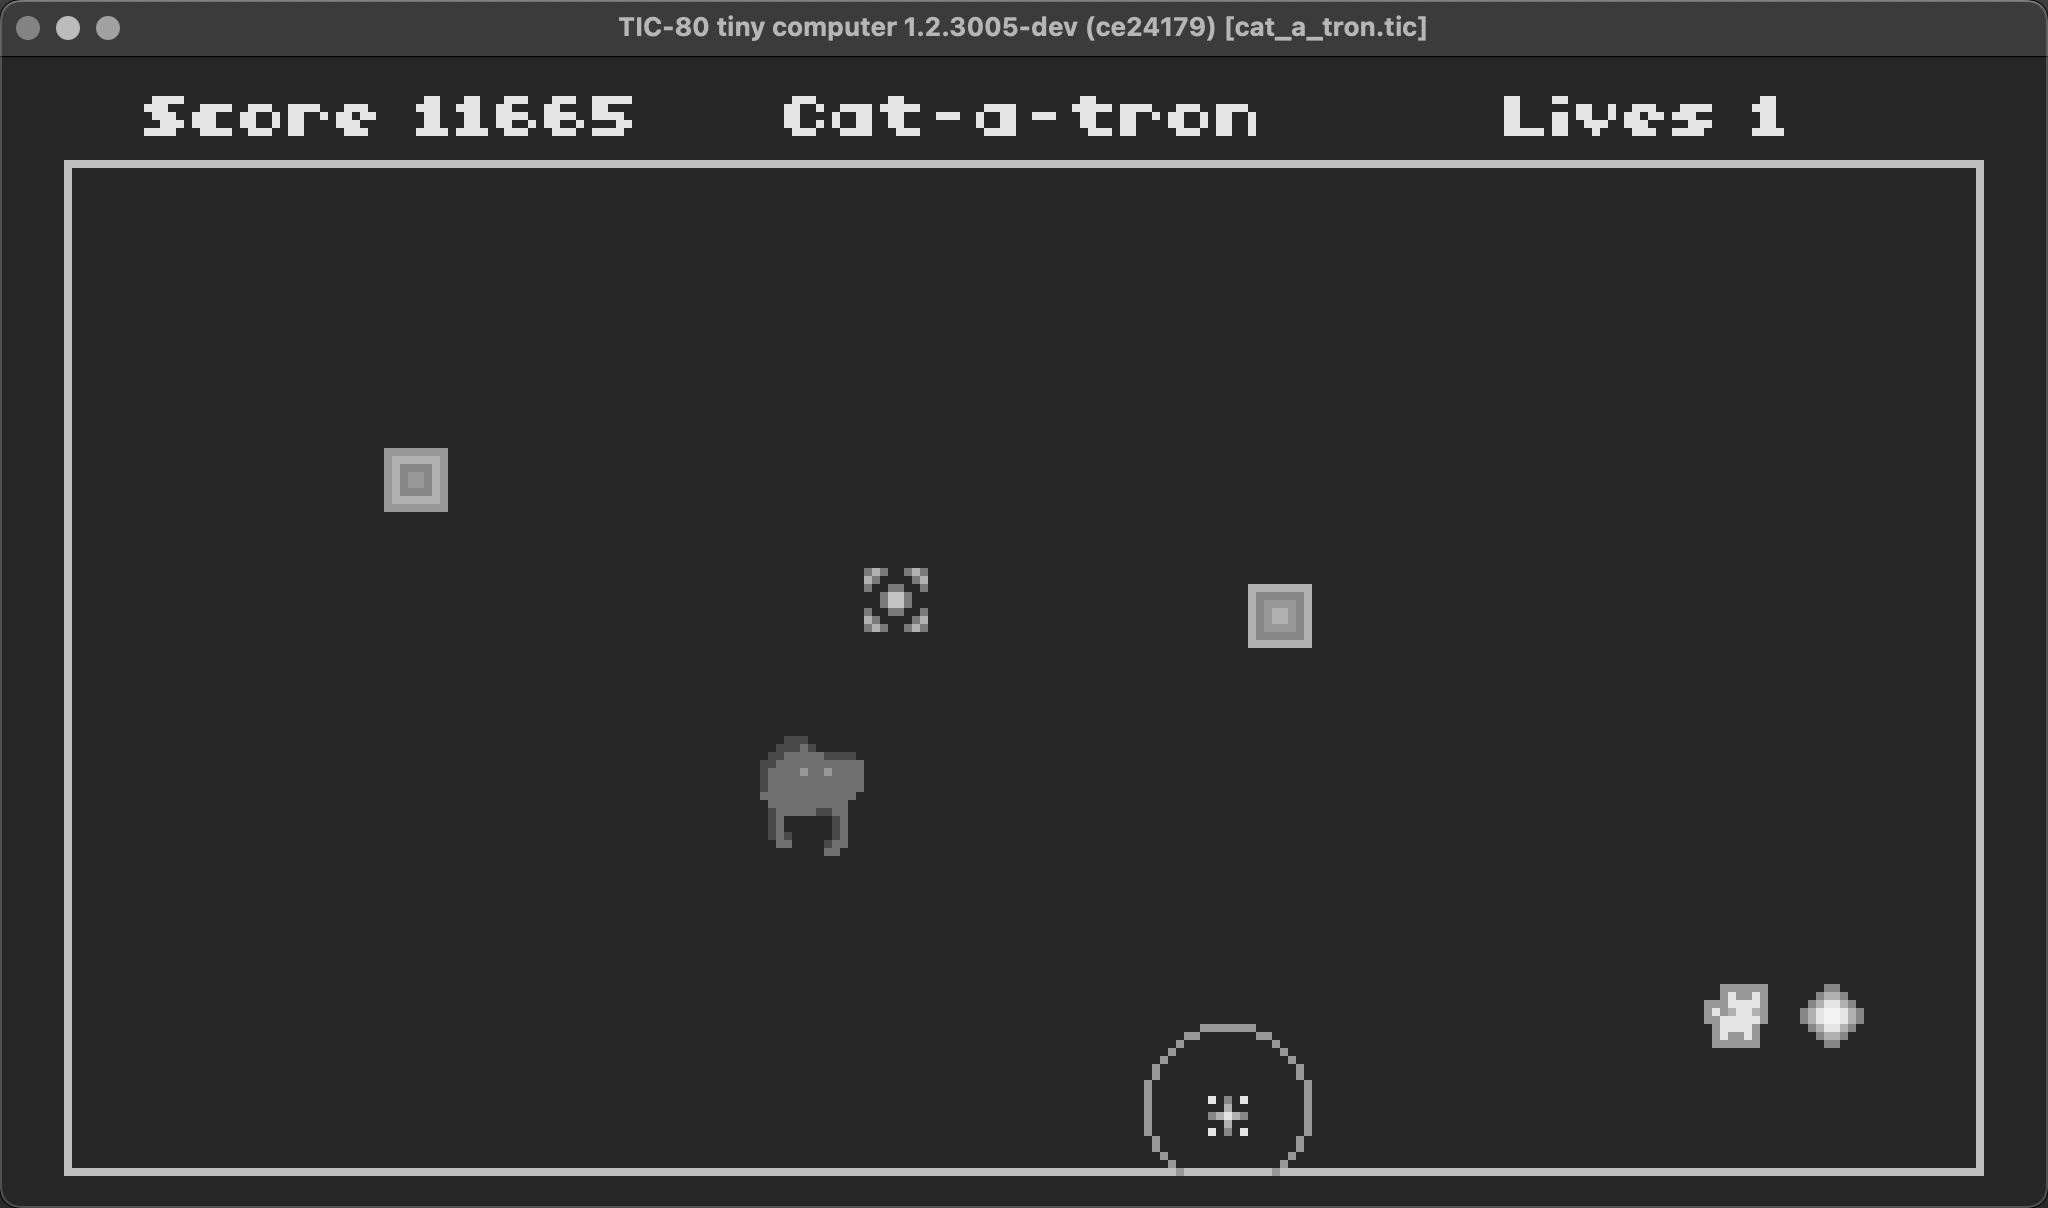 TIC-80 tiny computer 1.2.3005-dev (ce24179) [cat_a_tron.tic]
Score 11665 Cat-a-tron Lives 1